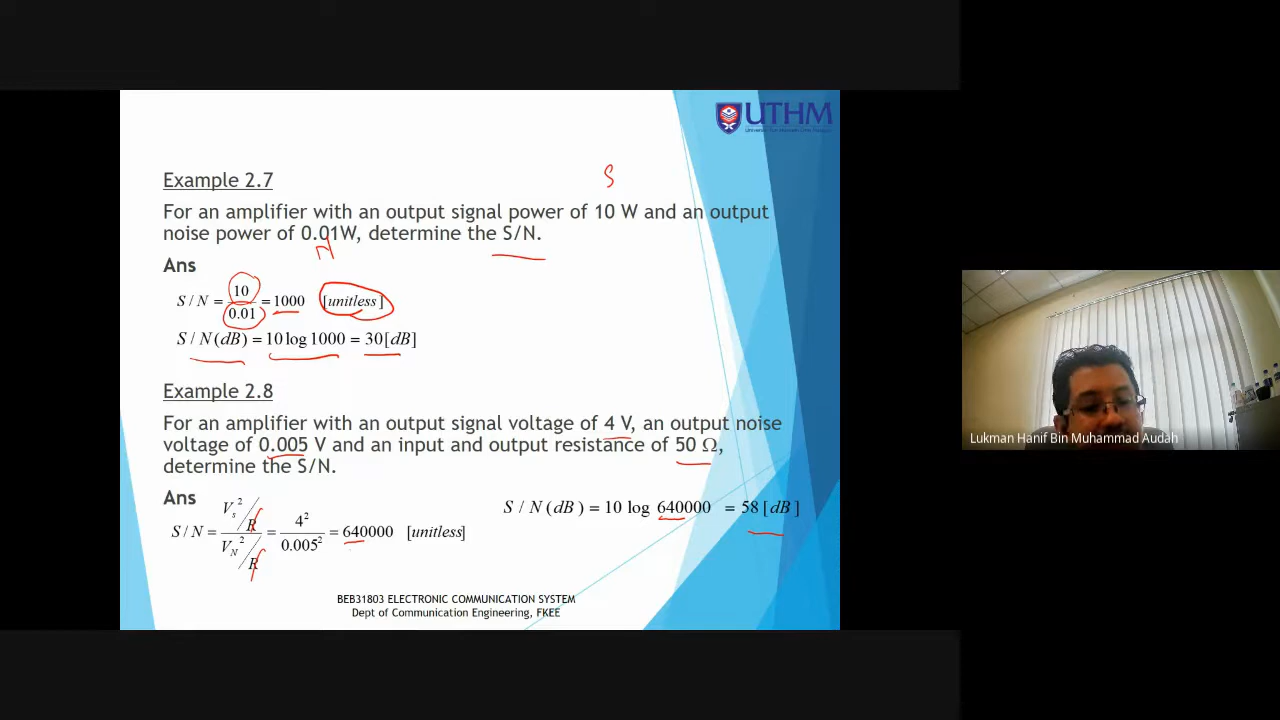 UTHM
Example 2.7
S
For an amplifier with an output signal power of 10 W and an output
noise power of 0.01W, determine the S/N.
N
Ans
S / N = 10 / 0.01 = 1000 [unitless]
S / N(dB) = 10 log 1000 = 30[dB]
Example 2.8
For an amplifier with an output signal voltage of 4 V, an output noise
voltage of 0.005 V and an input and output resistance of 50 Ω,
determine the S/N.
Ans
S / N = (Vs²/R) / (VN²/R) = 4² / 0.005² = 640000 [unitless]
S / N(dB) = 10 log 640000 = 58 [dB]
BEB31803 ELECTRONIC COMMUNICATION SYSTEM
Dept of Communication Engineering, FKEE
Lukman Hanif Bin Muhammad Audah